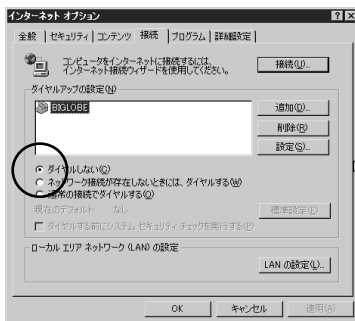 インターネット オプション
全般 セキュリティ コンテンツ 接続 プログラム 詳細設定
コンピュータをインターネットに接続するには、
インターネット接続ウィザードを使用してください。
接続(U)...
ダイヤルアップの設定(N)
BIGLOBE
追加(D)...
削除(R)
設定(S)...
ダイヤルしない(C)
ネットワーク接続が存在しないときには、ダイヤルする(W)
通常の接続でダイヤルする(O)
現在のデフォルト なし
標準設定(E)
ダイヤルする前にシステム セキュリティ チェックを実行する(P)
ローカル エリア ネットワーク (LAN) の設定
LAN の設定(L)...
OK キャンセル 適用(A)